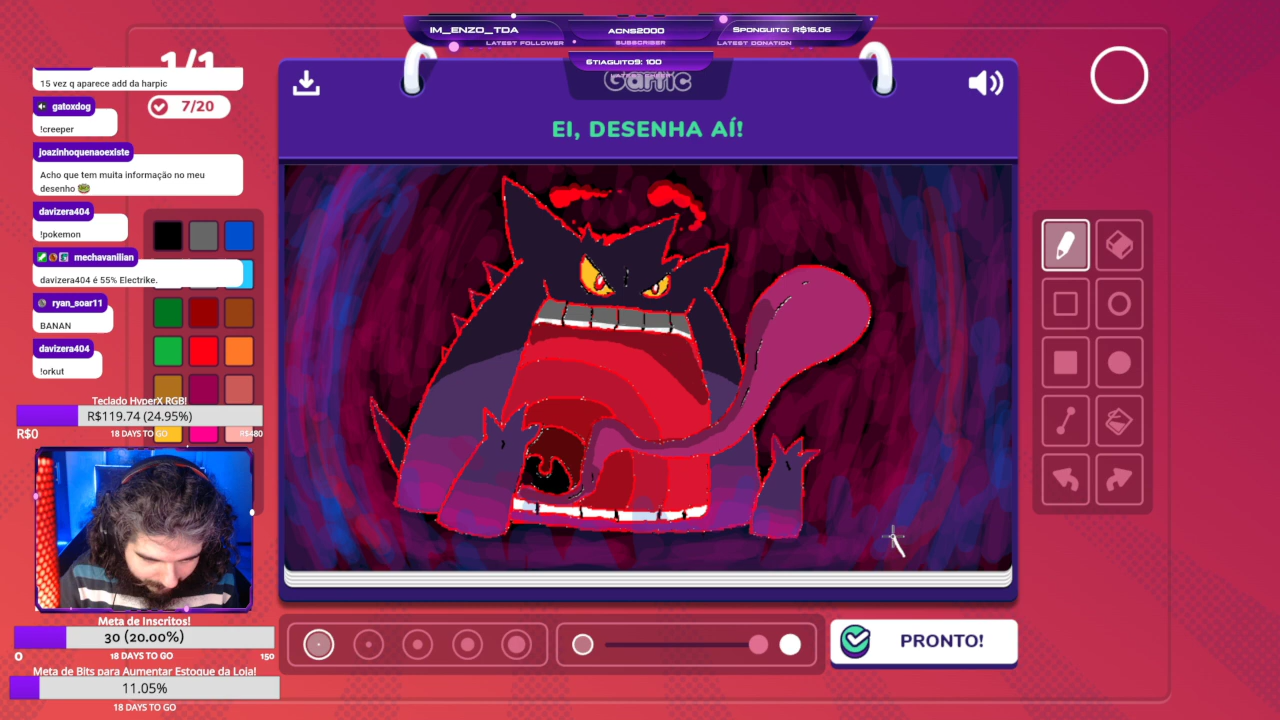 IM_ENZO_TDA
LATEST FOLLOWER
ACNS2000
SUBSCRIBER
SPONGUITO: R$16.06
LATEST DONATION
6TIAGUITO9: 100
Gartic
1/1
7/20
EI, DESENHA AÍ!
15 vez q aparece add da harpic
gatoxdog
!creeper
joazinhoquenaoexiste
Acho que tem muita informação no meu
desenho
davizera404
!pokemon
mechavanilian
davizera404 é 55% Electrike.
ryan_soar11
BANAN
davizera404
!orkut
Teclado HyperX RGB!
R$119.74 (24.95%)
R$0
18 DAYS TO GO
R$480
Meta de Inscritos!
30 (20.00%)
0
18 DAYS TO GO
150
Meta de Bits para Aumentar Estoque da Loja!
11.05%
18 DAYS TO GO
PRONTO!